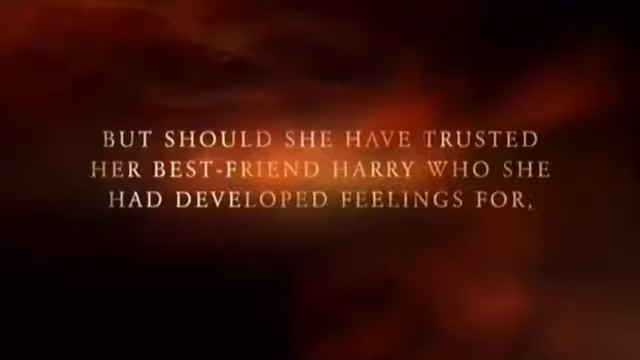 BUT SHOULD SHE HAVE TRUSTED
HER BEST-FRIEND HARRY WHO SHE
HAD DEVELOPED FEELINGS FOR,